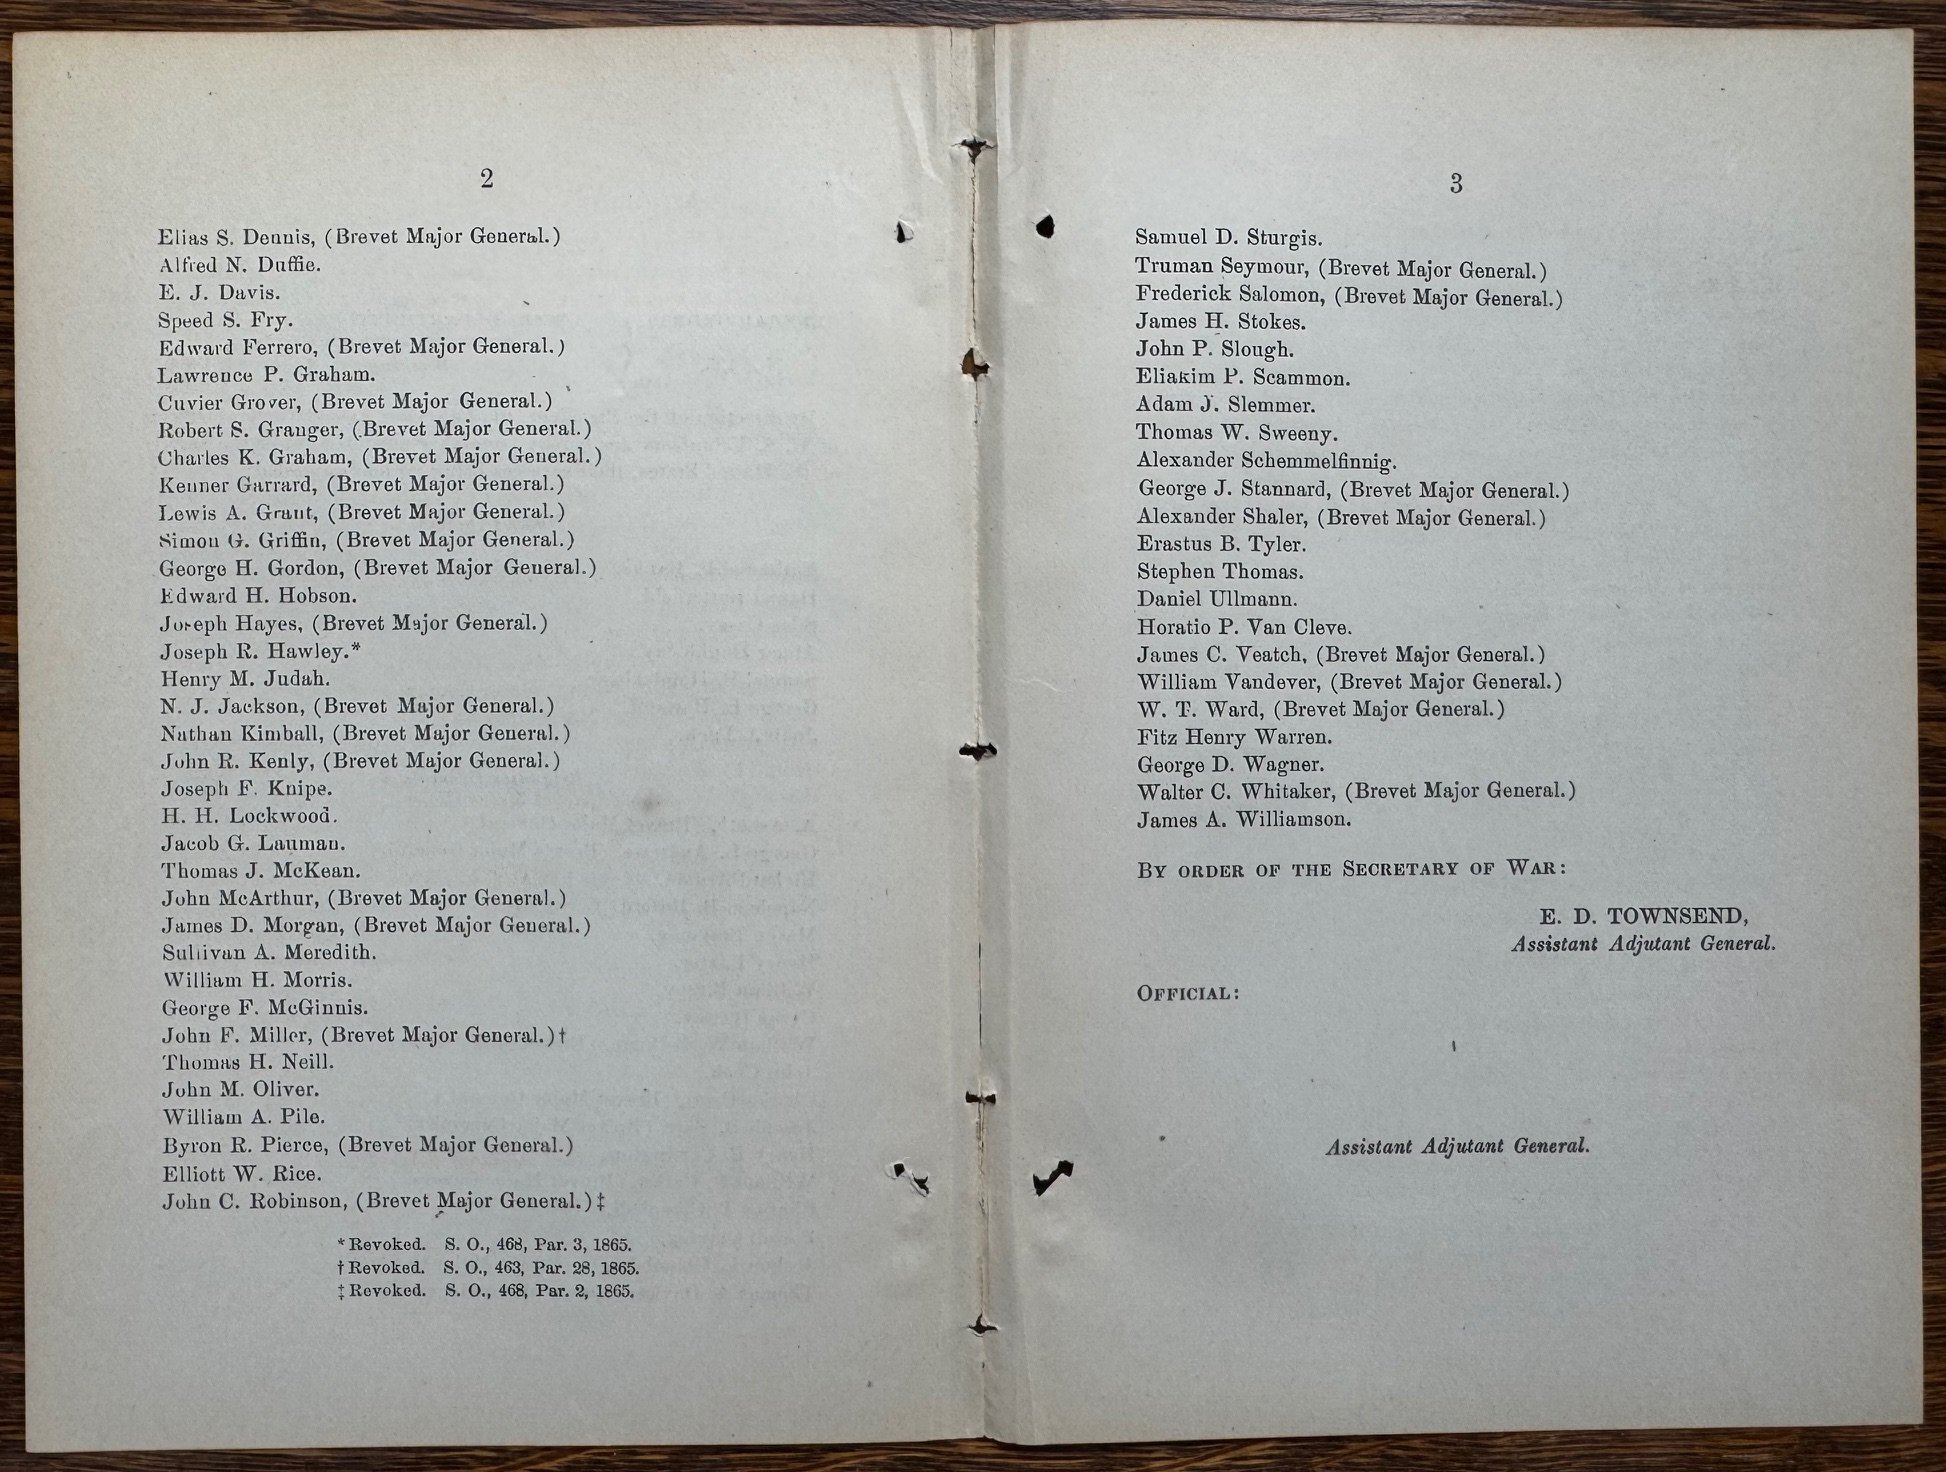 2
Elias S. Dennis, (Brevet Major General.)
Alfred N. Duffie.
E. J. Davis.
Speed S. Fry.
Edward Ferrero, (Brevet Major General.)
Lawrence P. Graham.
Cuvier Grover, (Brevet Major General.)
Robert S. Granger, (Brevet Major General.)
Charles K. Graham, (Brevet Major General.)
Kenner Garrard, (Brevet Major General.)
Lewis A. Grant, (Brevet Major General.)
Simon G. Griffin, (Brevet Major General.)
George H. Gordon, (Brevet Major General.)
Edward H. Hobson.
Joseph Hayes, (Brevet Major General.)
Joseph R. Hawley.*
Henry M. Judah.
N. J. Jackson, (Brevet Major General.)
Nathan Kimball, (Brevet Major General.)
John R. Kenly, (Brevet Major General.)
Joseph F. Knipe.
H. H. Lockwood.
Jacob G. Lauman.
Thomas J. McKean.
John McArthur, (Brevet Major General.)
James D. Morgan, (Brevet Major General.)
Sullivan A. Meredith.
William H. Morris.
George F. McGinnis.
John F. Miller, (Brevet Major General.)†
Thomas H. Neill.
John M. Oliver.
William A. Pile.
Byron R. Pierce, (Brevet Major General.)
Elliott W. Rice.
John C. Robinson, (Brevet Major General.)‡
* Revoked. S. O., 468, Par. 3, 1865.
† Revoked. S. O., 463, Par. 28, 1865.
‡ Revoked. S. O., 468, Par. 2, 1865.
3
Samuel D. Sturgis.
Truman Seymour, (Brevet Major General.)
Frederick Salomon, (Brevet Major General.)
James H. Stokes.
John P. Slough.
Eliakim P. Scammon.
Adam J. Slemmer.
Thomas W. Sweeny.
Alexander Schemmelfinnig.
George J. Stannard, (Brevet Major General.)
Alexander Shaler, (Brevet Major General.)
Erastus B. Tyler.
Stephen Thomas.
Daniel Ullmann.
Horatio P. Van Cleve.
James C. Veatch, (Brevet Major General.)
William Vandever, (Brevet Major General.)
W. T. Ward, (Brevet Major General.)
Fitz Henry Warren.
George D. Wagner.
Walter C. Whitaker, (Brevet Major General.)
James A. Williamson.
BY ORDER OF THE SECRETARY OF WAR:
E. D. TOWNSEND,
Assistant Adjutant General.
OFFICIAL:
Assistant Adjutant General.